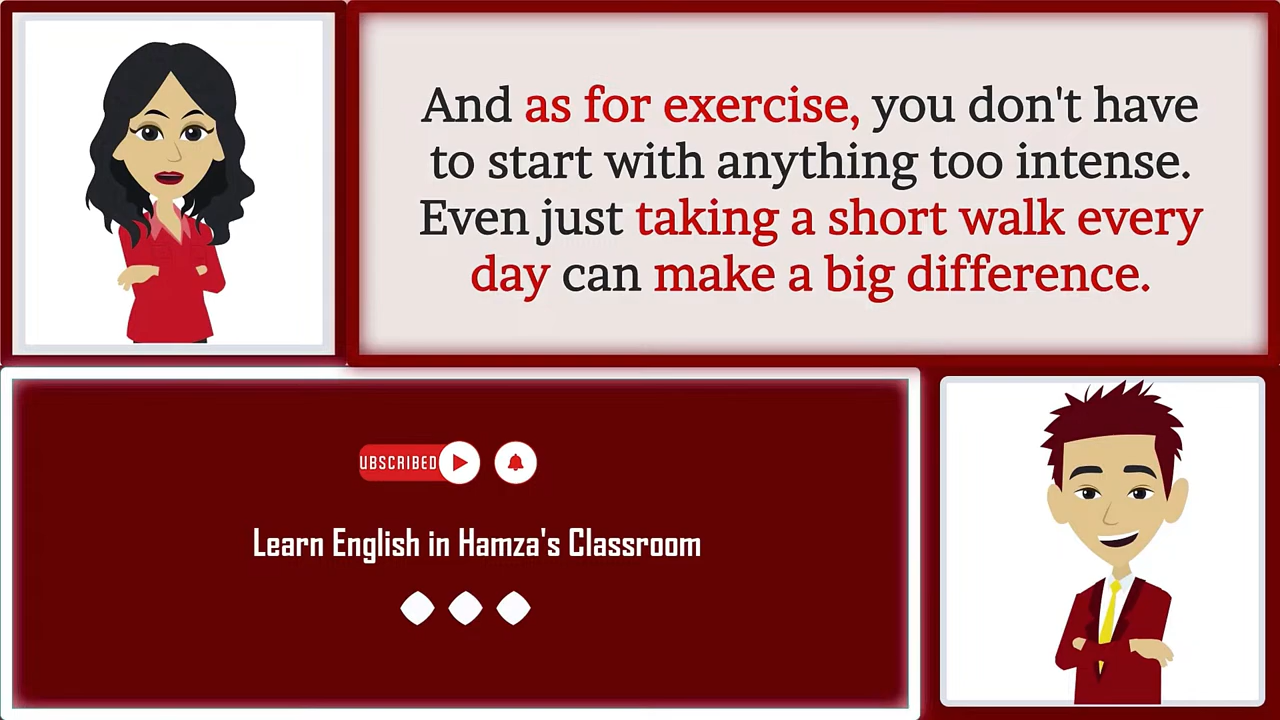 And as for exercise, you don't have
to start with anything too intense.
Even just taking a short walk every
day can make a big difference.
UBSCRIBED
Learn English in Hamza's Classroom